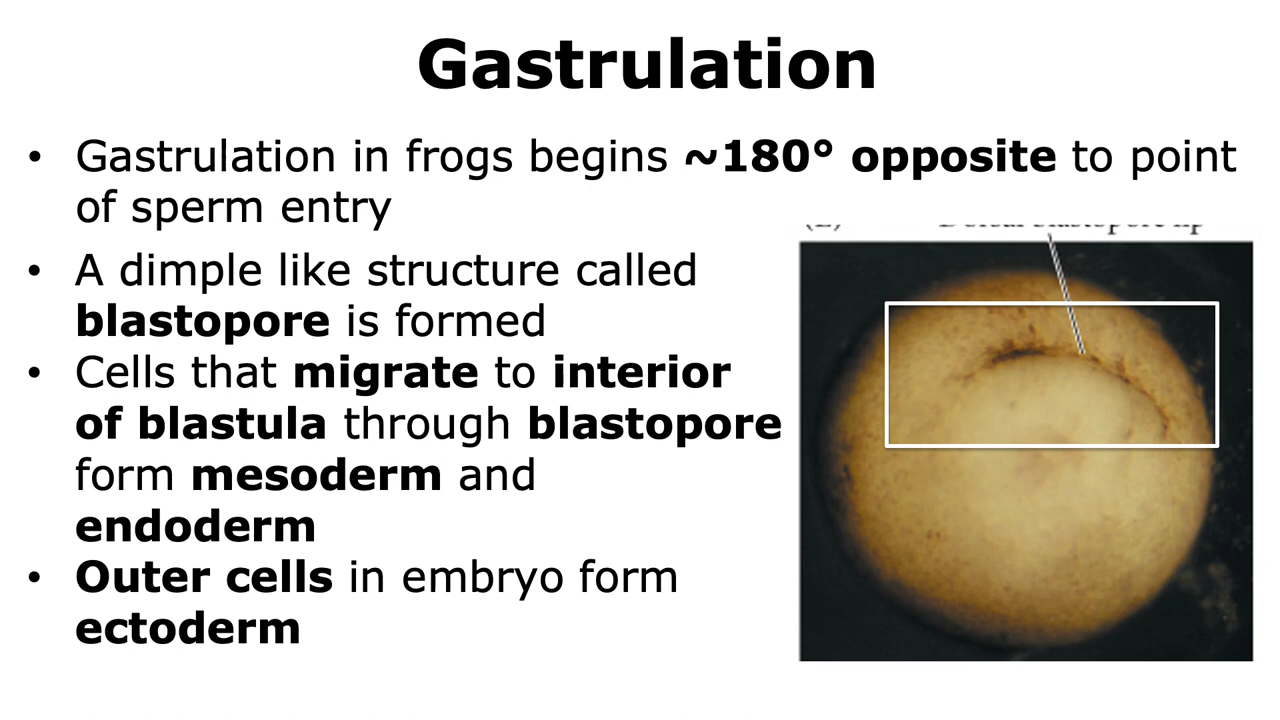 Gastrulation
• Gastrulation in frogs begins ~180° opposite to point
of sperm entry
• A dimple like structure called
blastopore is formed
• Cells that migrate to interior
of blastula through blastopore
form mesoderm and
endoderm
• Outer cells in embryo form
ectoderm